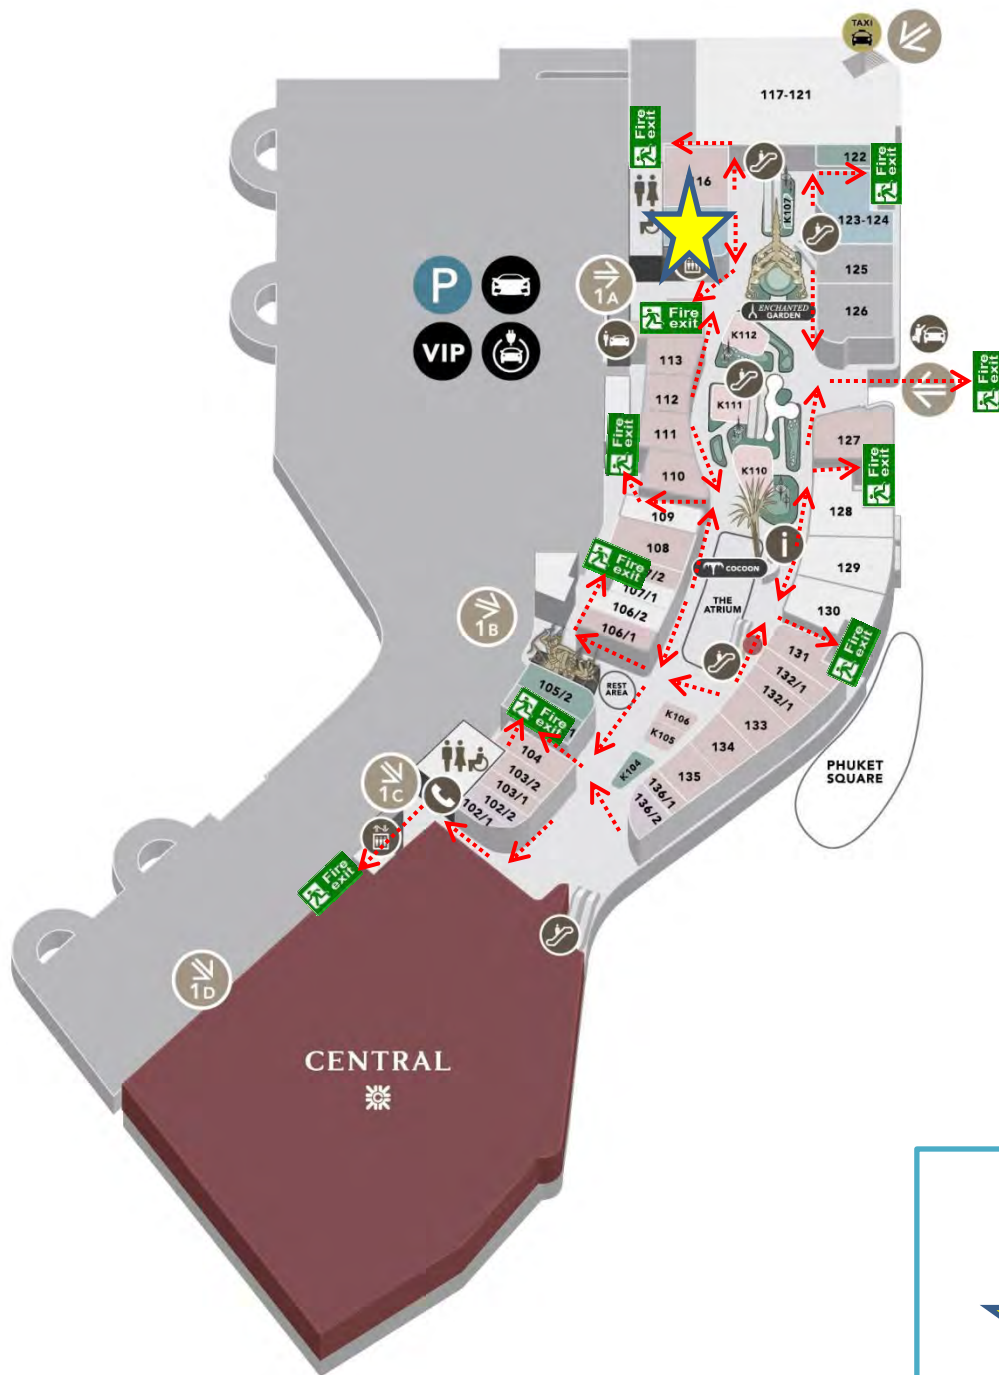 TAXI
117-121
Fire
exit
122
Fire
exit
16
K107
123-124
125
1A
ENCHANTED
GARDEN
126
P
VIP
Fire
exit
K112
113
Fire
exit
112
K111
111
127
Fire
exit
110
K110
Fire
exit
109
128
i
108
Fire
exit
7/2
107/1
COCOON
129
106/2
THE
ATRIUM
130
1B
106/1
131
Fire
exit
132/1
132/1
105/2
REST
AREA
Fire
exit
1
K106
K105
133
134
104
K104
135
PHUKET
SQUARE
103/2
103/1
102/2
102/1
136/1
136/2
1C
Fire
exit
1D
CENTRAL